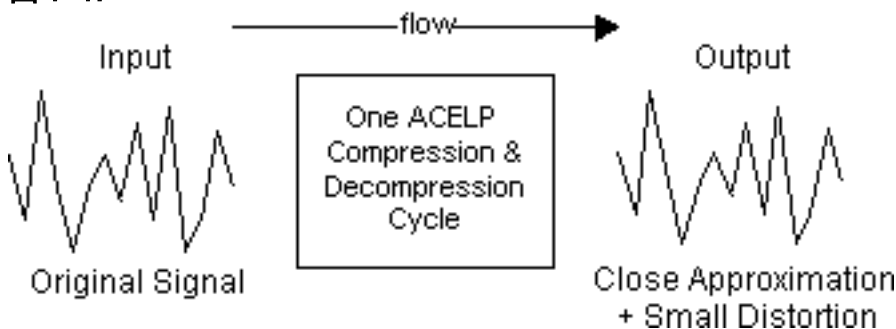 flow
Input
Output
One ACELP
Compression &
Decompression
Cycle
Original Signal
Close Approximation
+ Small Distortion